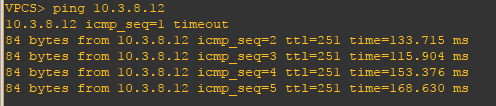 VPCS> ping 10.3.8.12
10.3.8.12 icmp_seq=1 timeout
84 bytes from 10.3.8.12 icmp_seq=2 ttl=251 time=133.715 ms
84 bytes from 10.3.8.12 icmp_seq=3 ttl=251 time=115.904 ms
84 bytes from 10.3.8.12 icmp_seq=4 ttl=251 time=153.376 ms
84 bytes from 10.3.8.12 icmp_seq=5 ttl=251 time=168.630 ms